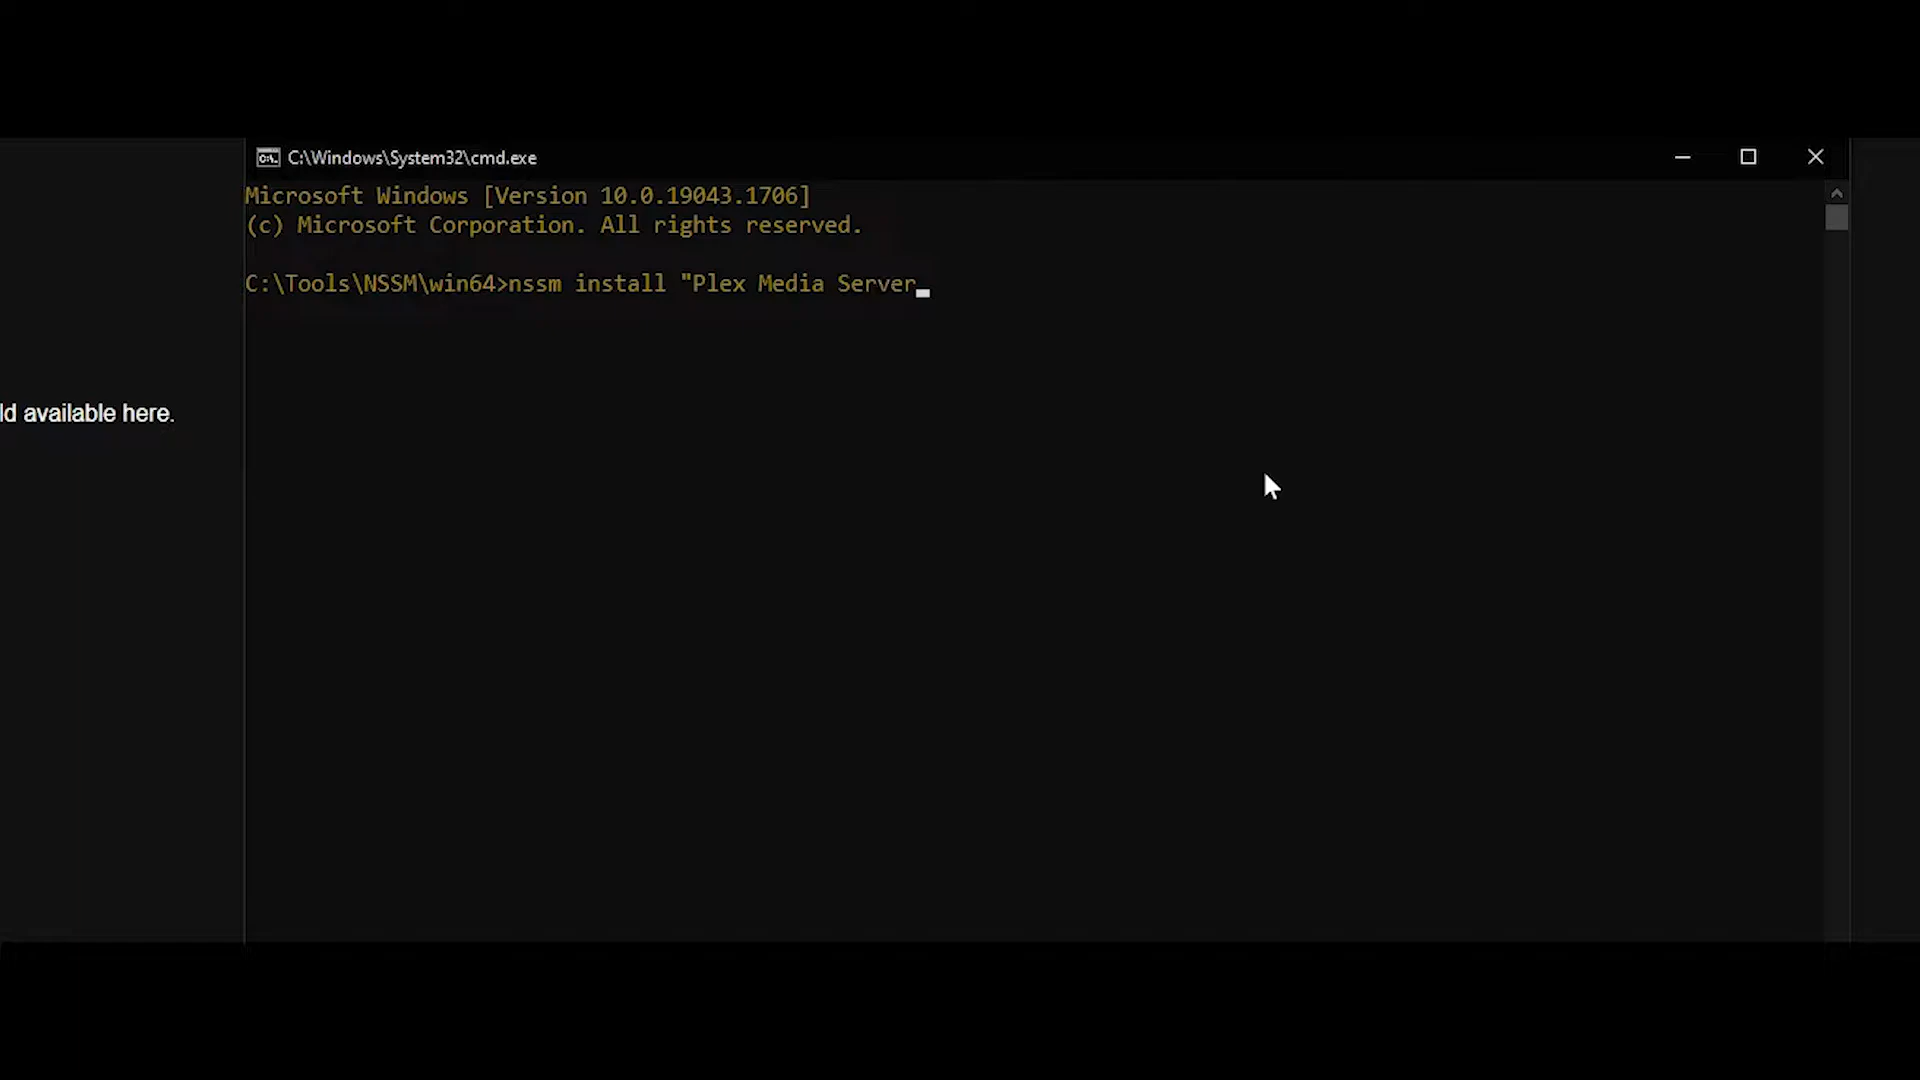 C:\Windows\System32\cmd.exe
Microsoft Windows [Version 10.0.19043.1706]
(c) Microsoft Corporation. All rights reserved.
C:\Tools\NSSM\win64>nssm install "Plex Media Server
ld available here.